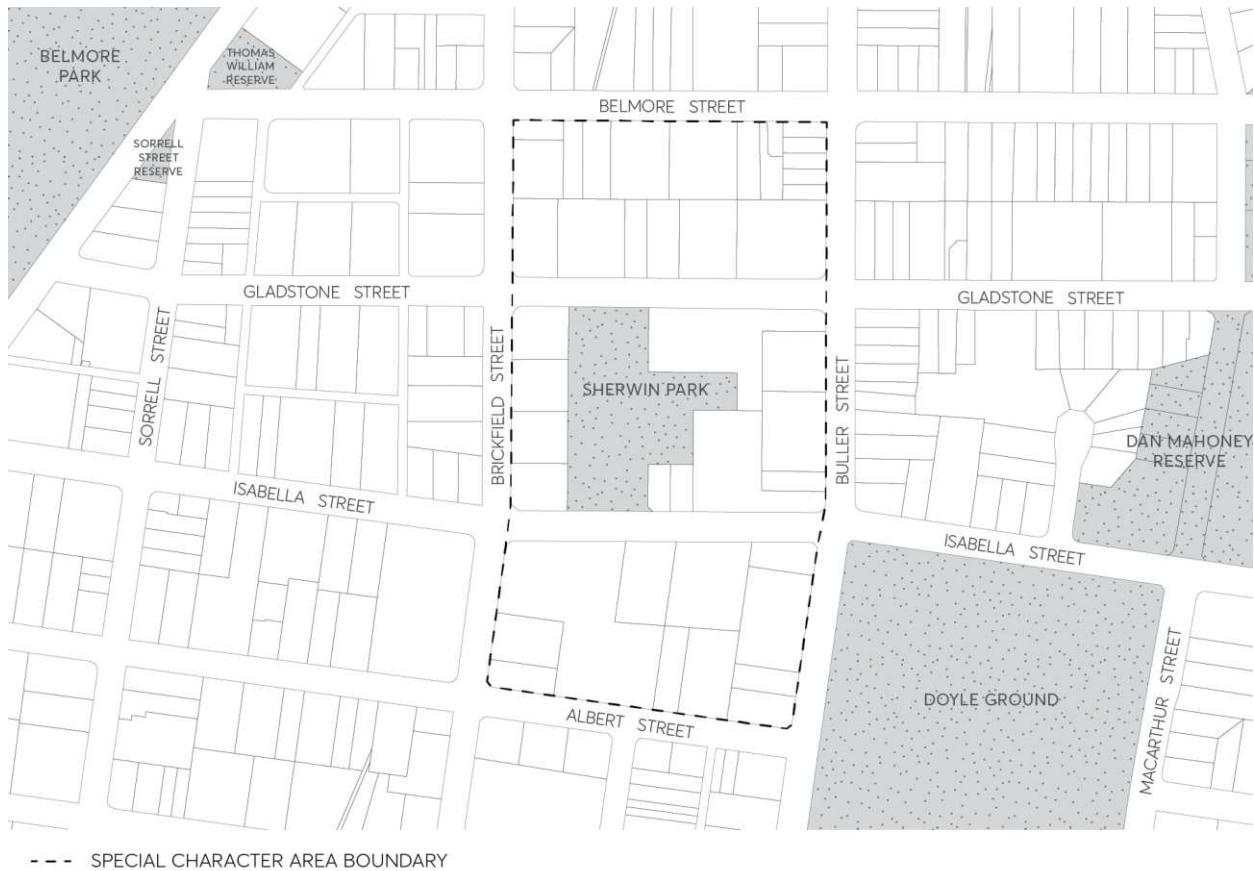 BELMORE
PARK
THOMAS
WILLIAM
RESERVE
BELMORE STREET
SORRELL
STREET
RESERVE
GLADSTONE STREET
GLADSTONE STREET
SORRELL STREET
BRICKFIELD STREET
SHERWIN PARK
BULLER STREET
DAN MAHONEY
RESERVE
ISABELLA STREET
ISABELLA STREET
DOYLE GROUND
MACARTHUR STREET
ALBERT STREET
SPECIAL CHARACTER AREA BOUNDARY